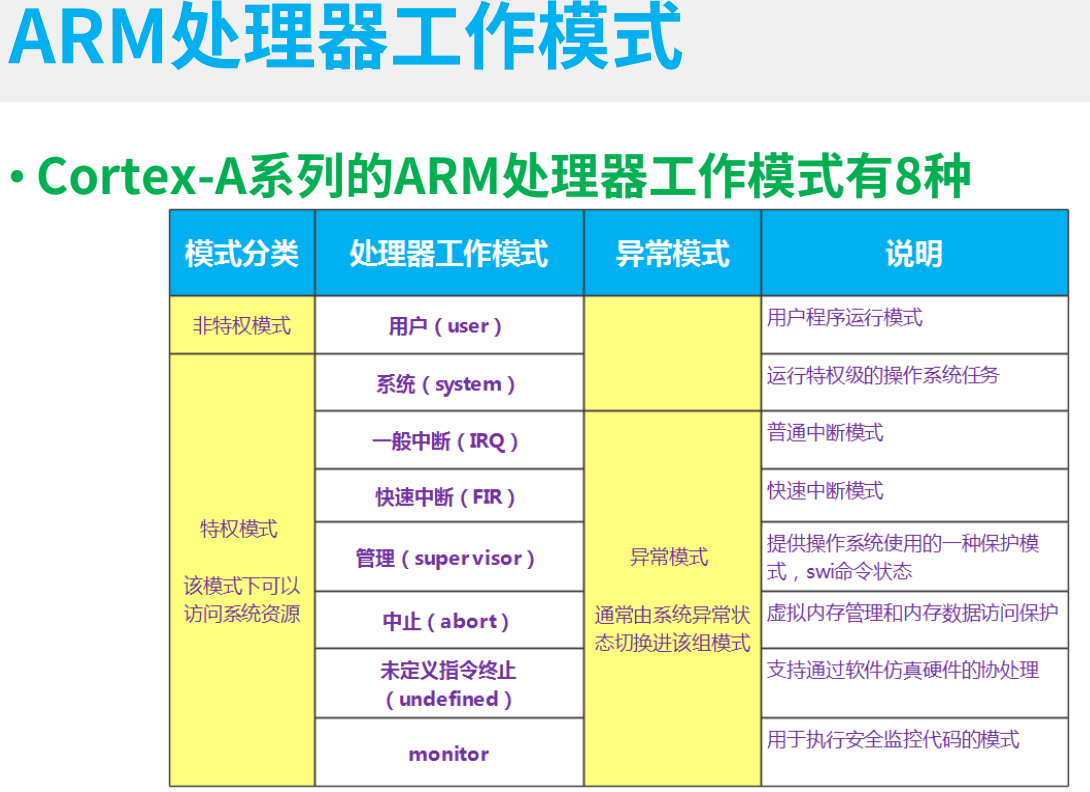 ARM处理器工作模式
• Cortex-A系列的ARM处理器工作模式有8种
模式分类 处理器工作模式 异常模式 说明
非特权模式 用户（user） 用户程序运行模式
系统（system） 运行特权级的操作系统任务
一般中断（IRQ） 普通中断模式
快速中断（FIR） 快速中断模式
特权模式
该模式下可以
访问系统资源
管理（supervisor） 提供操作系统使用的一种保护模
式，swi命令状态
异常模式
通常由系统异常状
态切换进该组模式
中止（abort） 虚拟内存管理和内存数据访问保护
未定义指令终止
（undefined）
支持通过软件仿真硬件的协处理
monitor 用于执行安全监控代码的模式